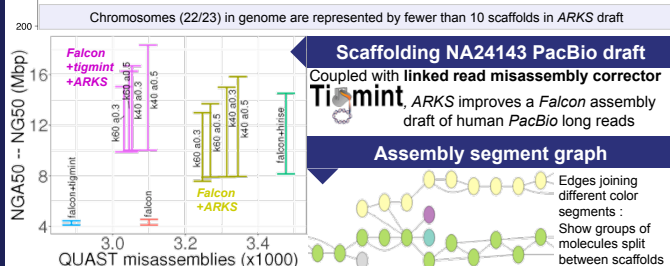 Chromosomes (22/23) in genome are represented by fewer than 10 scaffolds in ARKS draft
200
NGA50 -- NG50 (Mbp)
16
12
8
4
Falcon
+tigmint
+ARKS
k60 a0.3
k60 a0.5
k40 a0.3
k40 a0.5
k60 a0.3
k60 a0.5
k40 a0.3
k40 a0.5
falcon+hirise
falcon+tigmint
falcon
Falcon
+ARKS
3.0
3.2
3.4
QUAST misassemblies (x1000)
Scaffolding NA24143 PacBio draft
Coupled with linked read misassembly corrector
Tigmint, ARKS improves a Falcon assembly
draft of human PacBio long reads
Assembly segment graph
Edges joining
different color
segments :
Show groups of
molecules split
between scaffolds